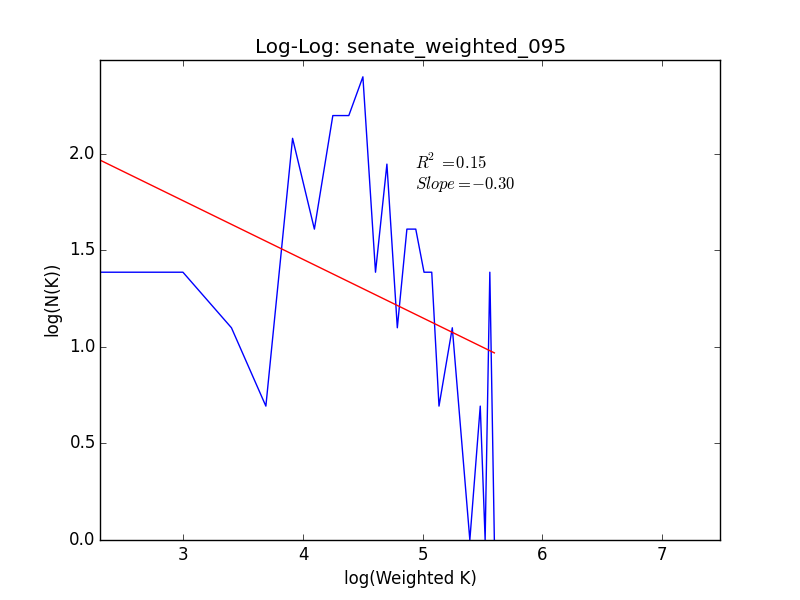 Log-Log: senate_weighted_095
R² =0.15
Slope=−0.30
log(N(K))
2.0
1.5
1.0
0.5
0.0
3 4 5 6 7
log(Weighted K)